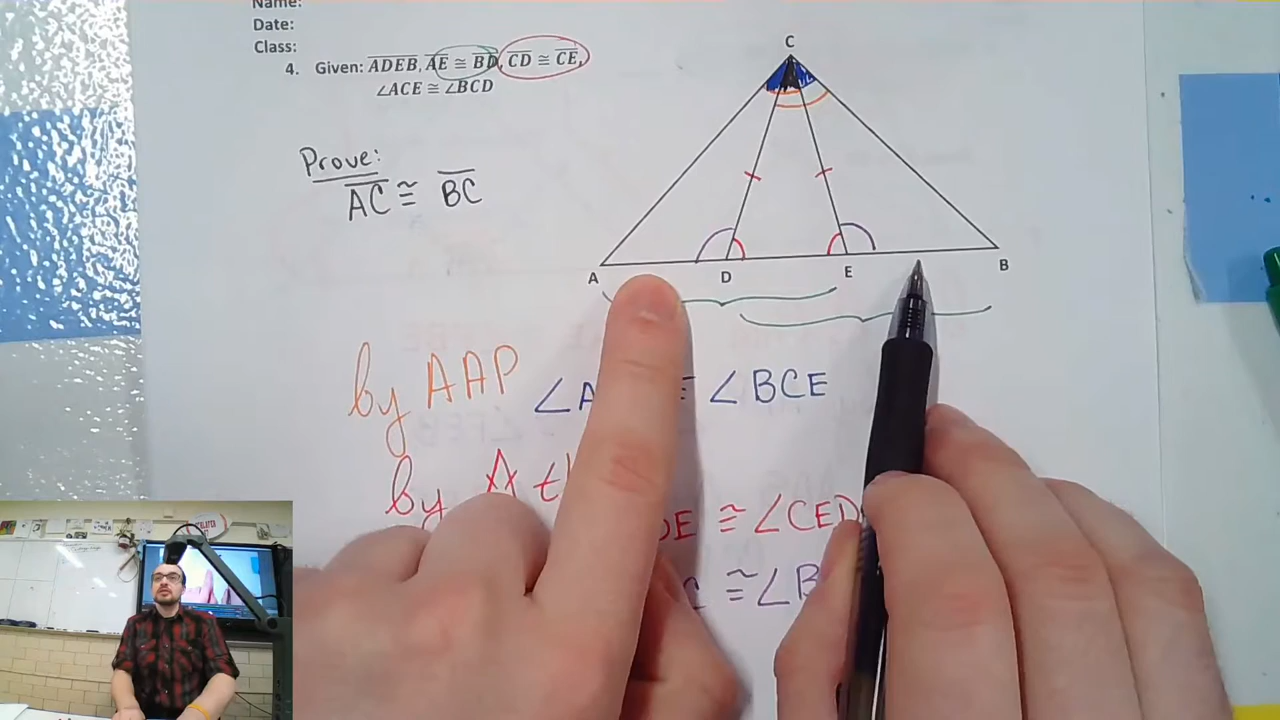 Name:
Date:
Class:
4. Given: ADEB, AE ≅ BD, CD ≅ CE,
∠ACE ≅ ∠BCD
Prove:
AC ≅ BC
C
A
D
E
B
by AAP ∠A ∠BCE
by A ≅ ∠CED
≅ ∠B